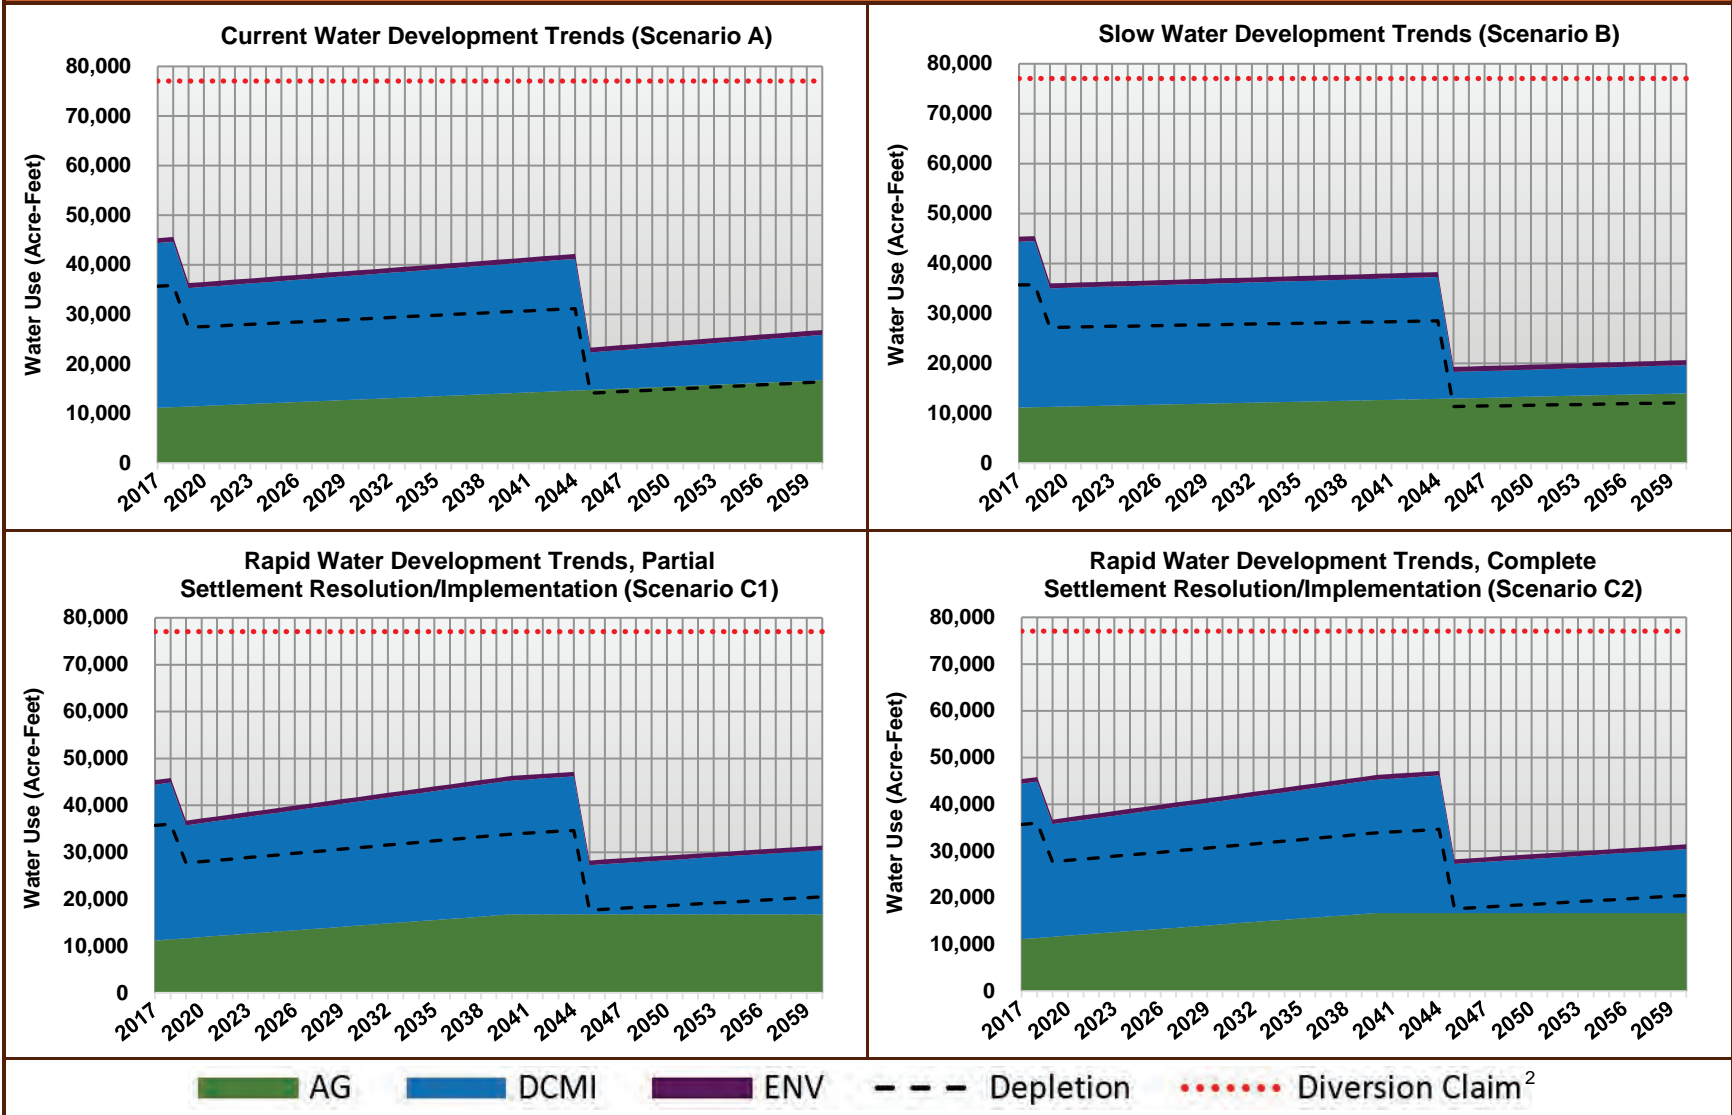 Current Water Development Trends (Scenario A)
Water Use (Acre-Feet)
80,000
70,000
60,000
50,000
40,000
30,000
20,000
10,000
0
2017 2020 2023 2026 2029 2032 2035 2038 2041 2044 2047 2050 2053 2056 2059
Slow Water Development Trends (Scenario B)
Water Use (Acre-Feet)
80,000
70,000
60,000
50,000
40,000
30,000
20,000
10,000
0
2017 2020 2023 2026 2029 2032 2035 2038 2041 2044 2047 2050 2053 2056 2059
Rapid Water Development Trends, Partial
Settlement Resolution/Implementation (Scenario C1)
Water Use (Acre-Feet)
80,000
70,000
60,000
50,000
40,000
30,000
20,000
10,000
0
2017 2020 2023 2026 2029 2032 2035 2038 2041 2044 2047 2050 2053 2056 2059
Rapid Water Development Trends, Complete
Settlement Resolution/Implementation (Scenario C2)
Water Use (Acre-Feet)
80,000
70,000
60,000
50,000
40,000
30,000
20,000
10,000
0
2017 2020 2023 2026 2029 2032 2035 2038 2041 2044 2047 2050 2053 2056 2059
AG DCMI ENV Depletion Diversion Claim²